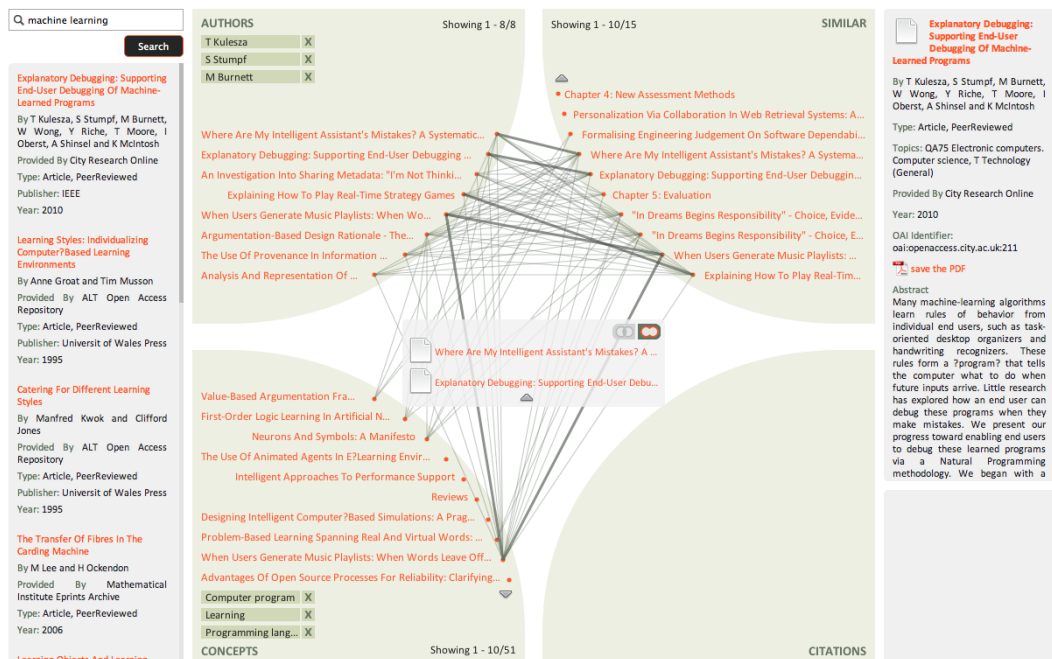 machine learning
Search
Explanatory Debugging: Supporting
End-User Debugging Of Machine-
Learned Programs
By T Kulesza, S Stumpf, M Burnett,
W Wong, Y Riche, T Moore, I
Oberst, A Shinsel and K McIntosh
Provided By City Research Online
Type: Article, PeerReviewed
Publisher: IEEE
Year: 2010
Learning Styles: Individualizing
Computer?Based Learning
Environments
By Anne Groat and Tim Musson
Provided By ALT Open Access
Repository
Type: Article, PeerReviewed
Publisher: Universit of Wales Press
Year: 1995
Catering For Different Learning
Styles
By Manfred Kwok and Clifford
Jones
Provided By ALT Open Access
Repository
Type: Article, PeerReviewed
Publisher: Universit of Wales Press
Year: 1995
The Transfer Of Fibres In The
Carding Machine
By M Lee and H Ockendon
Provided By Mathematical
Institute Eprints Archive
Type: Article, PeerReviewed
Year: 2006
Learning Objects And Learning
AUTHORS
Showing 1 - 8/8
T Kulesza X
S Stumpf X
M Burnett X
Where Are My Intelligent Assistant's Mistakes? A Systematic...
Explanatory Debugging: Supporting End-User Debugging ...
An Investigation Into Sharing Metadata: "I'm Not Thinki...
Explaining How To Play Real-Time Strategy Games
When Users Generate Music Playlists: When Wo...
Argumentation-Based Design Rationale - The...
The Use Of Provenance In Information ...
Analysis And Representation Of ...
Showing 1 - 10/15
SIMILAR
Chapter 4: New Assessment Methods
Personalization Via Collaboration In Web Retrieval Systems: A...
Formalising Engineering Judgement On Software Dependabi...
Where Are My Intelligent Assistant's Mistakes? A Systema...
Explanatory Debugging: Supporting End-User Debuggin...
Chapter 5: Evaluation
"In Dreams Begins Responsibility" - Choice, Evide...
"In Dreams Begins Responsibility" - Choice, E...
When Users Generate Music Playlists: ...
Explaining How To Play Real-Tim...
Where Are My Intelligent Assistant's Mistakes? A ...
Explanatory Debugging: Supporting End-User Debu...
Value-Based Argumentation Fra...
First-Order Logic Learning In Artificial N...
Neurons And Symbols: A Manifesto
The Use Of Animated Agents In E?Learning Envir...
Intelligent Approaches To Performance Support
Reviews
Designing Intelligent Computer?Based Simulations: A Prag...
Problem-Based Learning Spanning Real And Virtual Words: ...
When Users Generate Music Playlists: When Words Leave Off...
Advantages Of Open Source Processes For Reliability: Clarifying...
Computer program X
Learning X
Programming lang... X
CONCEPTS
Showing 1 - 10/51
CITATIONS
Explanatory Debugging:
Supporting End-User
Debugging Of Machine-
Learned Programs
By T Kulesza, S Stumpf, M Burnett,
W Wong, Y Riche, T Moore, I
Oberst, A Shinsel and K McIntosh
Type: Article, PeerReviewed
Topics: QA75 Electronic computers.
Computer science, T Technology
(General)
Provided By City Research Online
Year: 2010
OAI Identifier:
oai:openaccess.city.ac.uk:211
save the PDF
Abstract
Many machine-learning algorithms
learn rules of behavior from
individual end users, such as task-
oriented desktop organizers and
handwriting recognizers. These
rules form a ?program? that tells
the computer what to do when
future inputs arrive. Little research
has explored how an end user can
debug these programs when they
make mistakes. We present our
progress toward enabling end users
to debug these learned programs
via a Natural Programming
methodology. We began with a